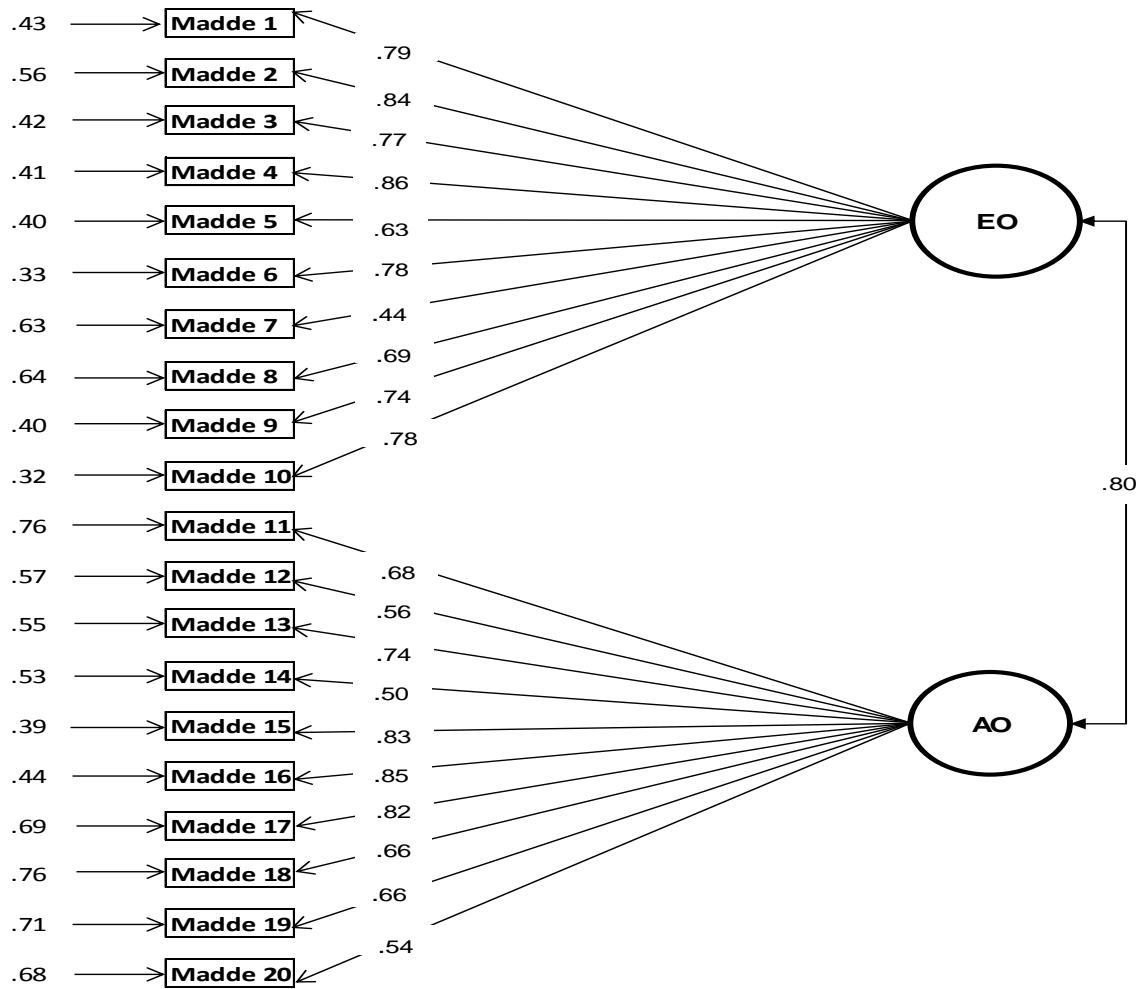 .43 Madde 1 .79
.56 Madde 2 .84
.42 Madde 3 .77
.41 Madde 4 .86
.40 Madde 5 .63
.33 Madde 6 .78
.63 Madde 7 .44
.64 Madde 8 .69
.40 Madde 9 .74
.32 Madde 10 .78
EO
.80
.76 Madde 11 .68
.57 Madde 12 .56
.55 Madde 13 .74
.53 Madde 14 .50
.39 Madde 15 .83
.44 Madde 16 .85
.69 Madde 17 .82
.76 Madde 18 .66
.71 Madde 19 .66
.68 Madde 20 .54
AO